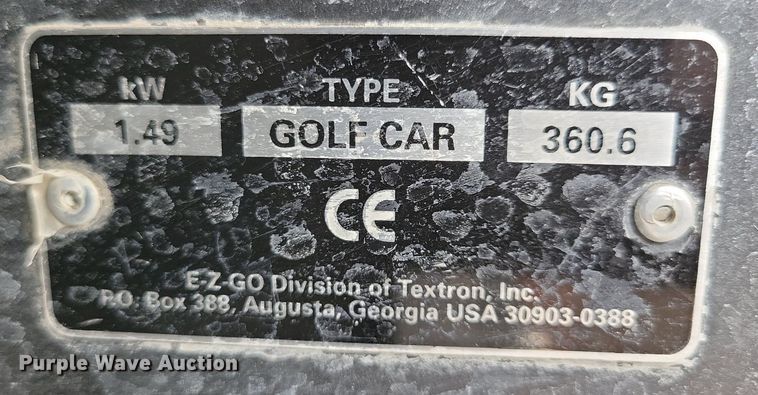 kW TYPE KG
1.49 GOLF CAR 360.6
CE
E-Z-GO Division of Textron, Inc.
P.O. Box 388, Augusta, Georgia USA 30903-0388
Purple Wave Auction